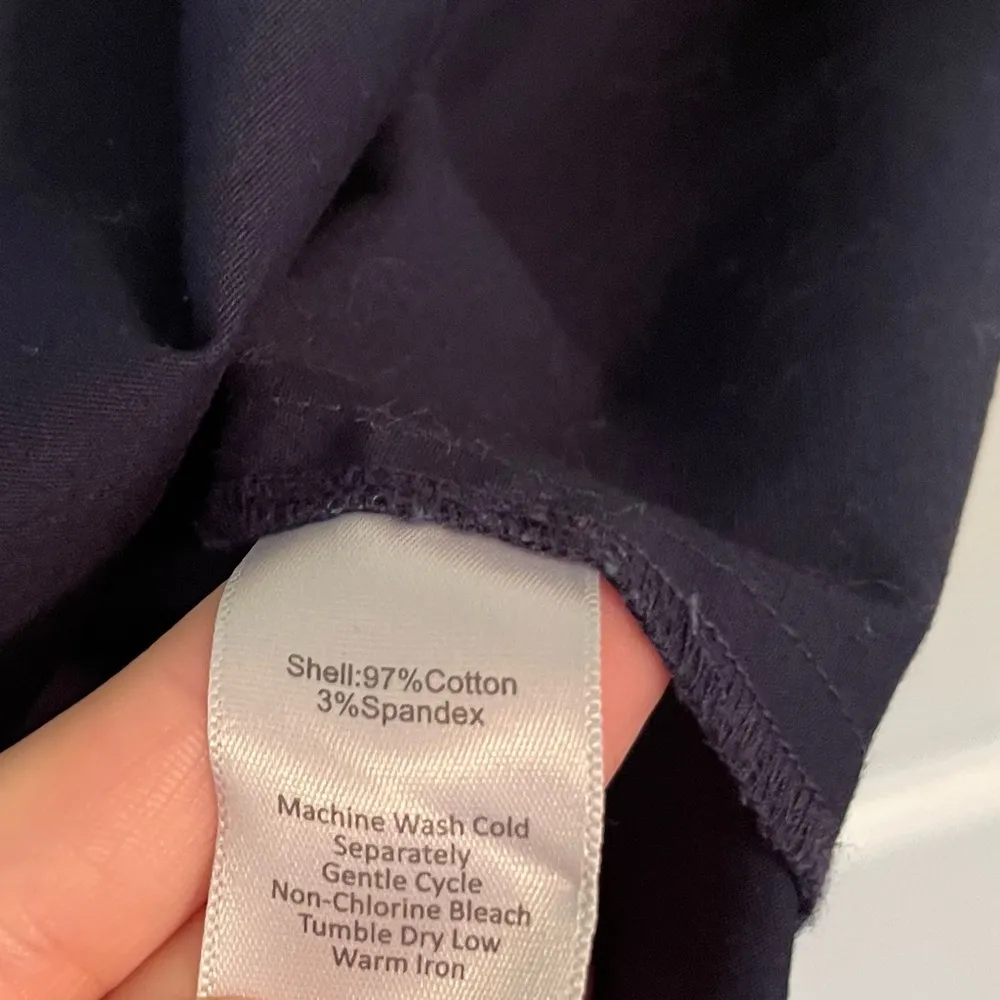 Shell:97%Cotton
3%Spandex
Machine Wash Cold
Separately
Gentle Cycle
Non-Chlorine Bleach
Tumble Dry Low
Warm Iron